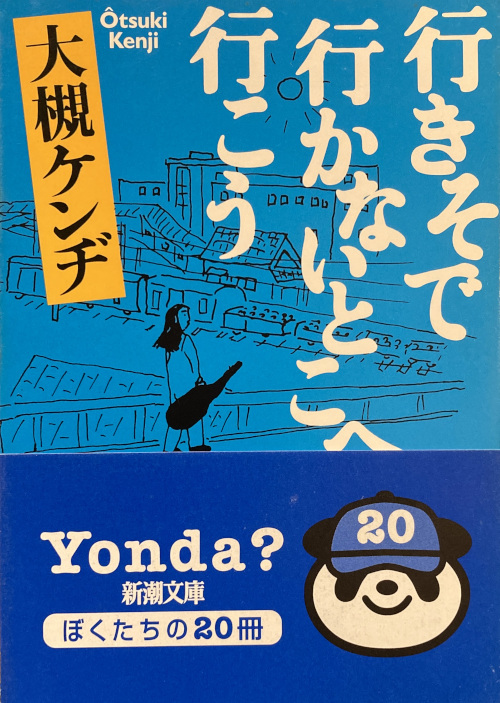 Ôtsuki
Kenji
大槻ケンヂ
行きそで
行かないとこへ
行こう
Yonda?
新潮文庫
ぼくたちの20冊
20